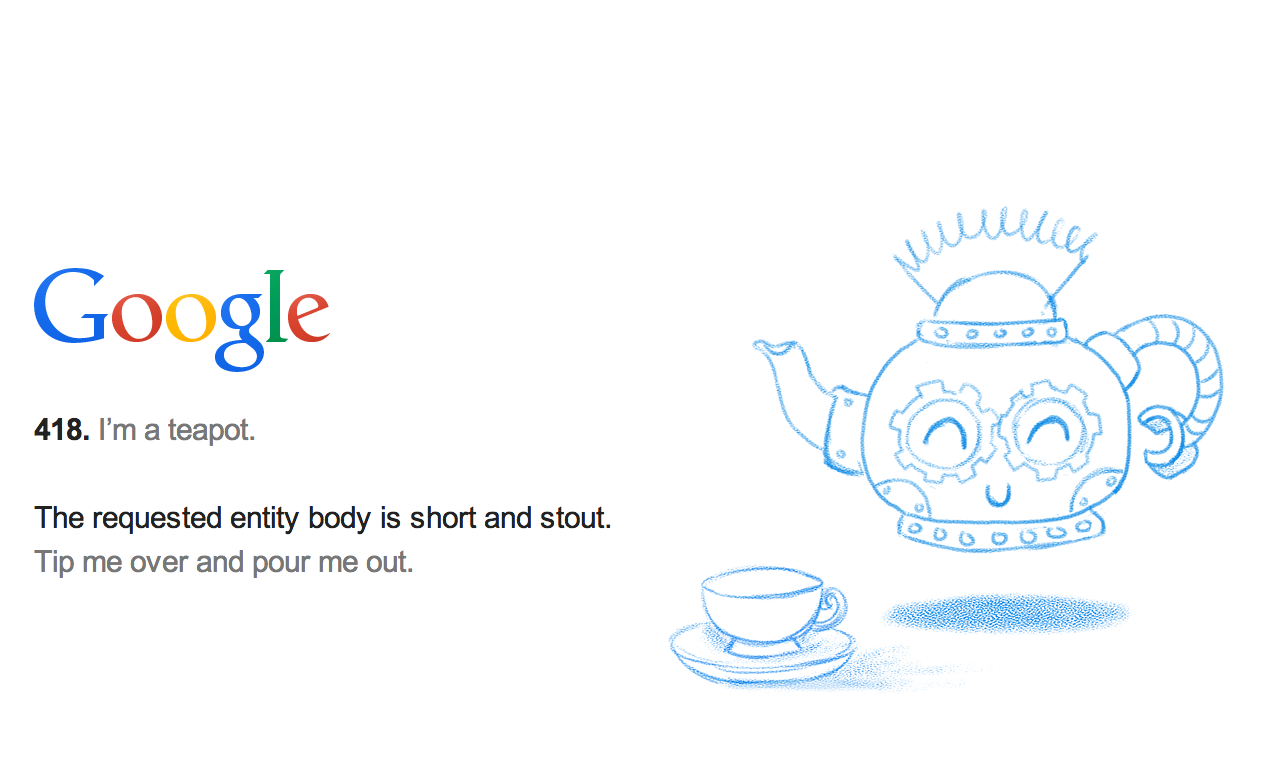 Google
418. I’m a teapot.
The requested entity body is short and stout.
Tip me over and pour me out.